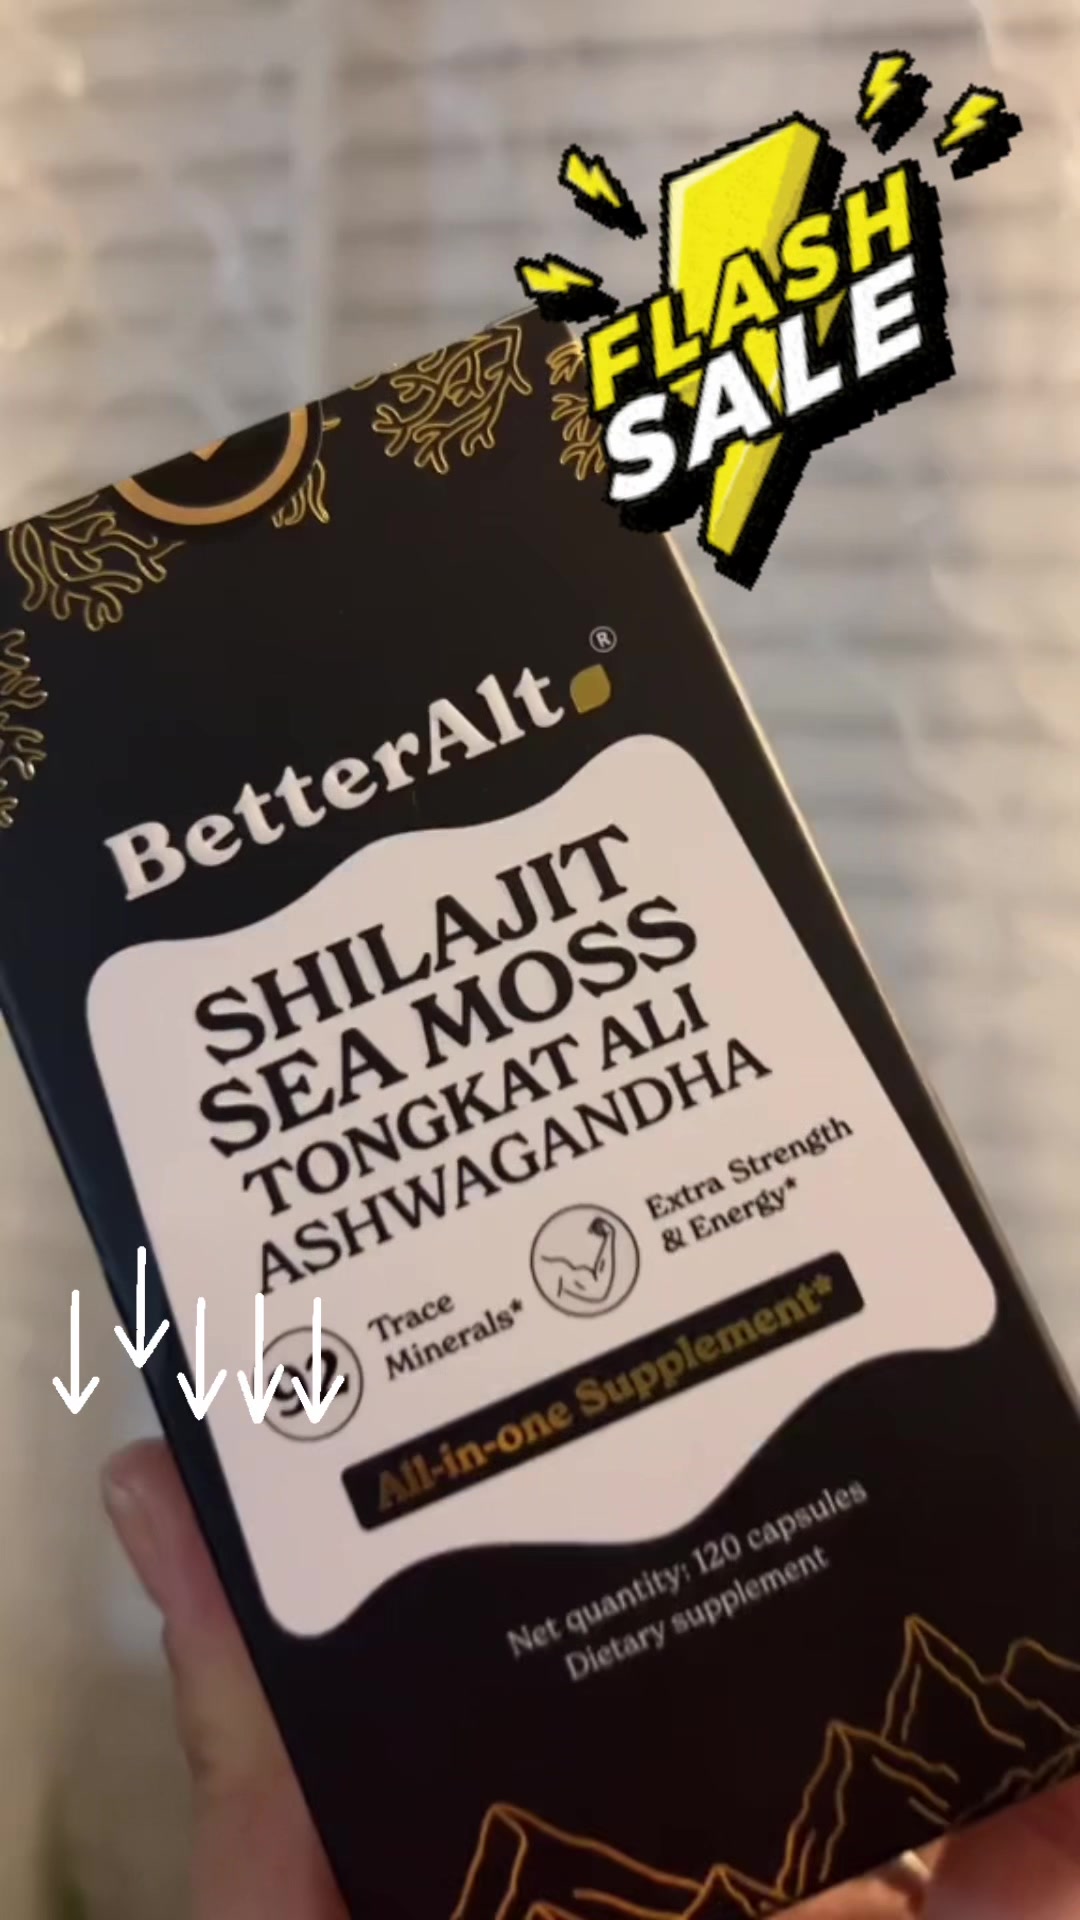 FLASH
SALE
BetterAlt®
SHILAJIT
SEA MOSS
TONGKAT ALI
ASHWAGANDHA
92
Trace
Minerals*
Extra Strength
& Energy*
All-in-one Supplement*
Net quantity: 120 capsules
Dietary supplement